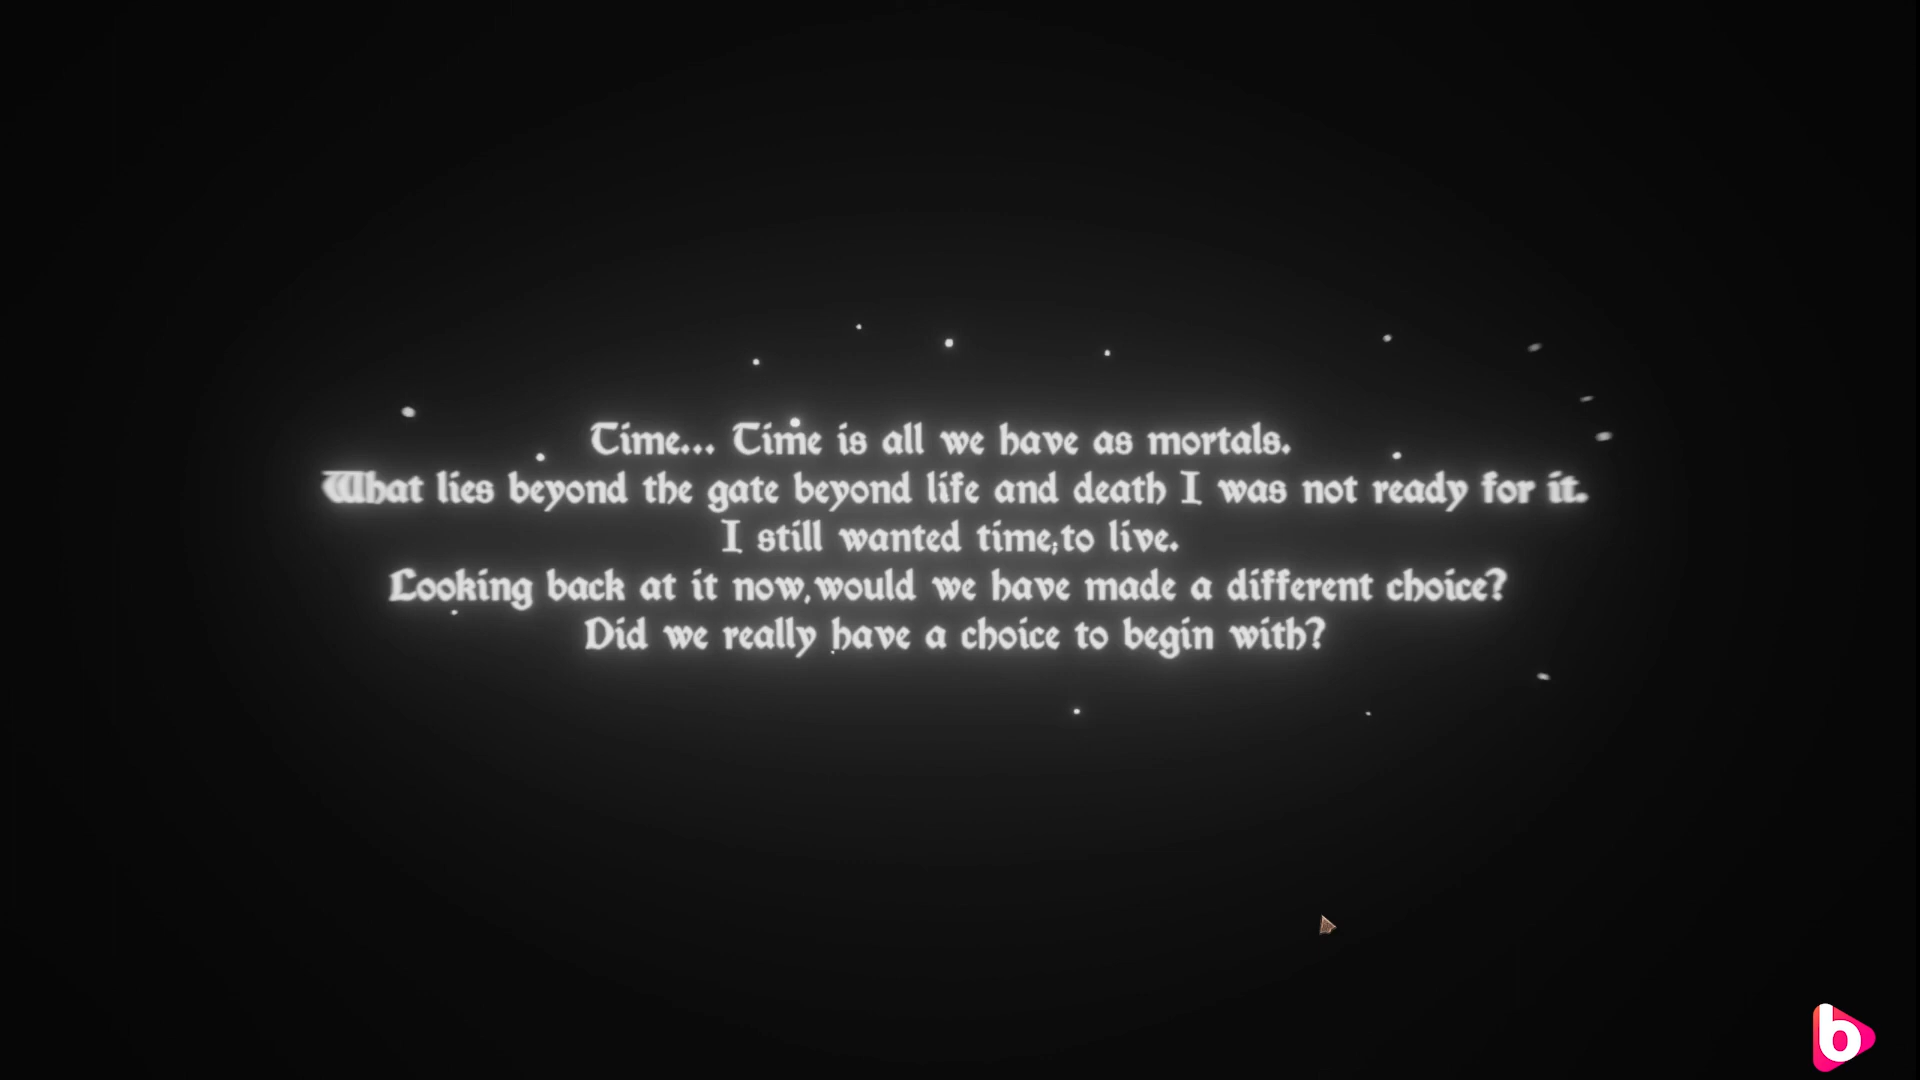 Time... Time is all we have as mortals.
What lies beyond the gate beyond life and death I was not ready for it.
I still wanted time,to live.
Looking back at it now,would we have made a different choice?
Did we really have a choice to begin with?
b